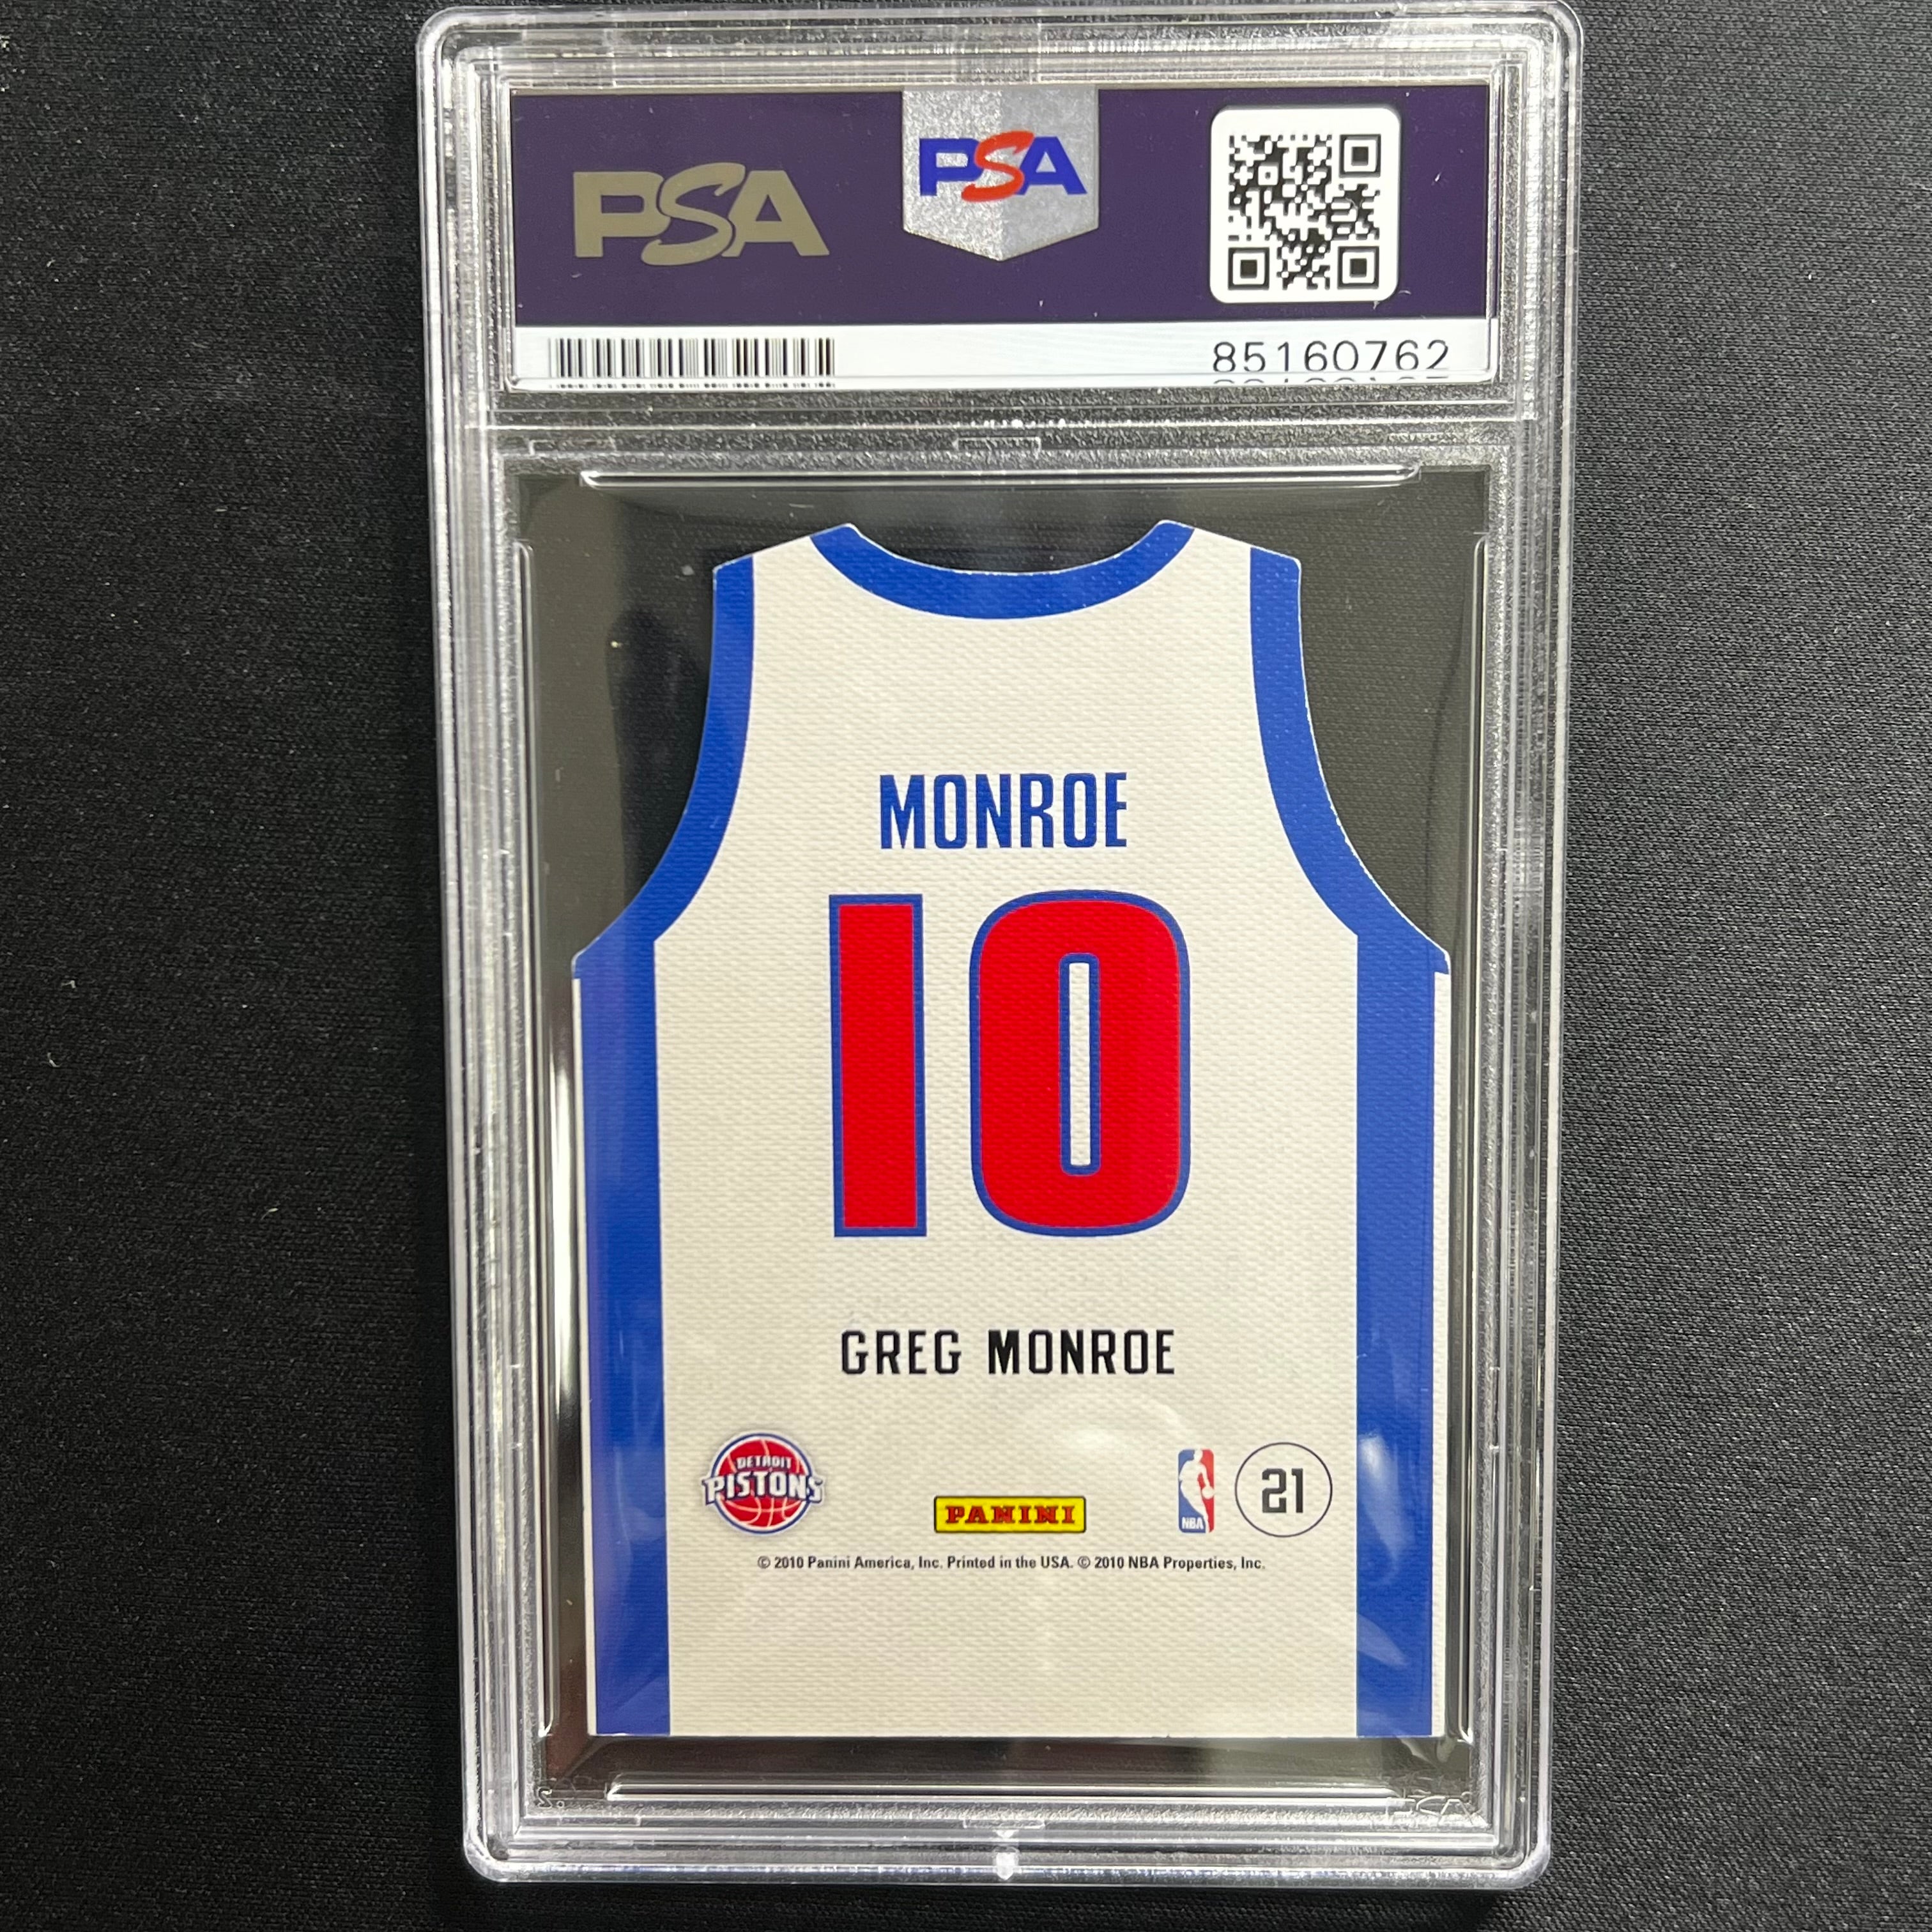 PSA
PSA
85160762
MONROE
10
GREG MONROE
DETROIT
PISTONS
PANINI
NBA
21
© 2010 Panini America, Inc. Printed in the USA. © 2010 NBA Properties, Inc.